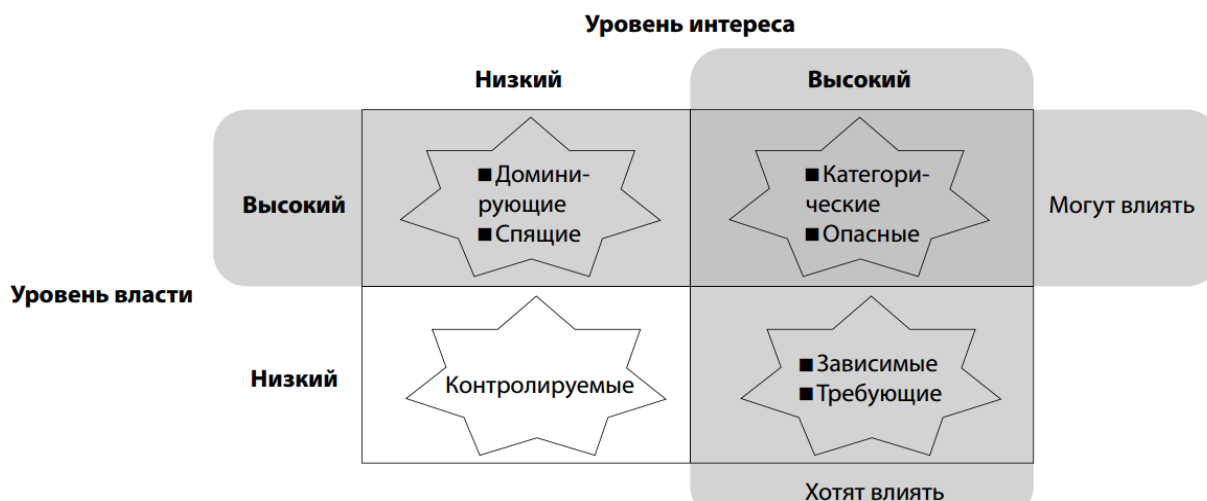 Уровень интереса
Низкий
Высокий
Высокий
■ Домини-
рующие
■ Спящие
■ Категори-
ческие
■ Опасные
Могут влиять
Уровень власти
Низкий
Контролируемые
■ Зависимые
■ Требующие
Хотят влиять